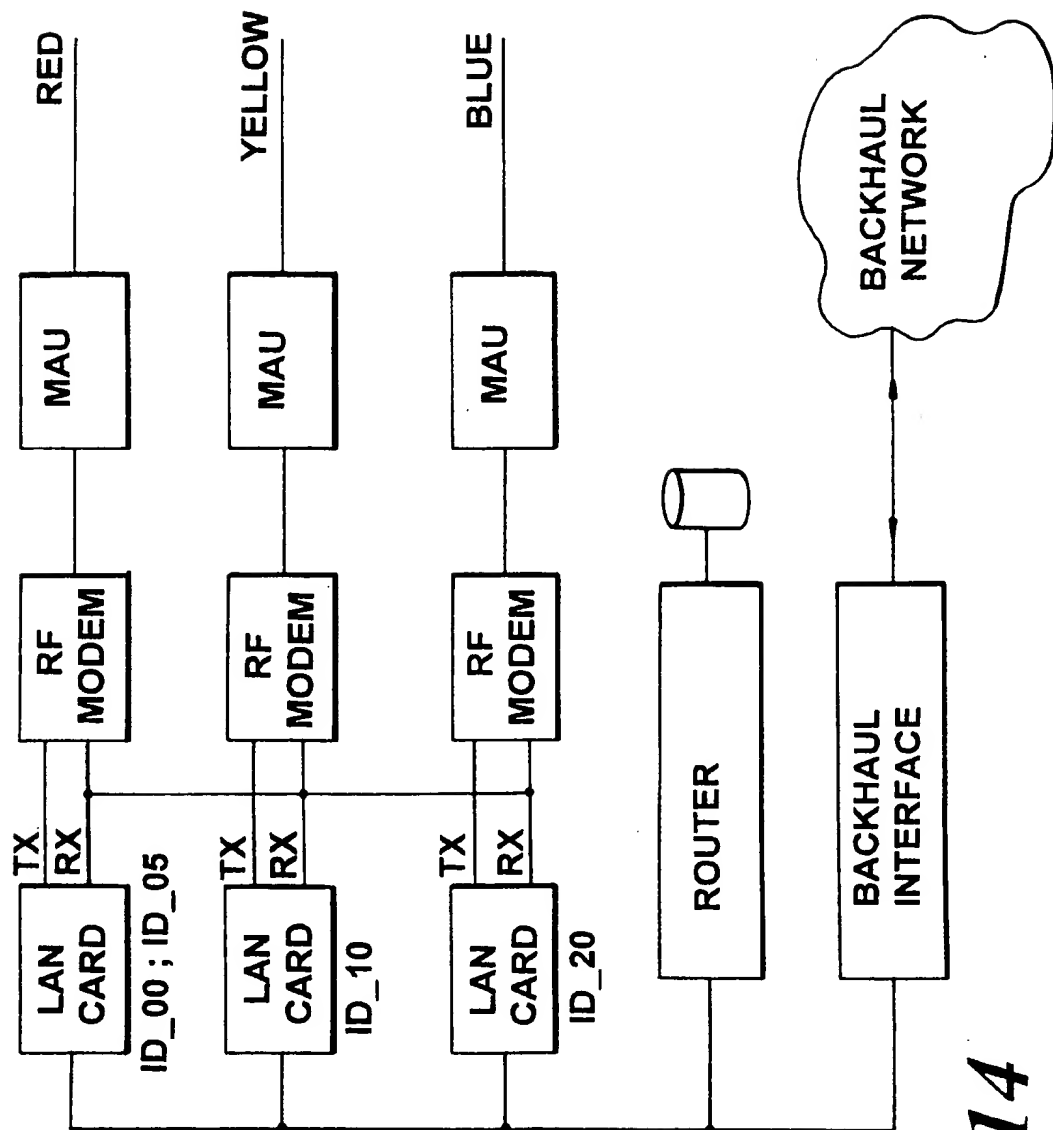 RED
MAU
RF
MODEM
TX
RX
LAN
CARD
ID_00 ; ID_05
YELLOW
MAU
RF
MODEM
TX
RX
LAN
CARD
ID_10
BLUE
MAU
RF
MODEM
TX
RX
LAN
CARD
ID_20
ROUTER
BACKHAUL
INTERFACE
BACKHAUL
NETWORK
14